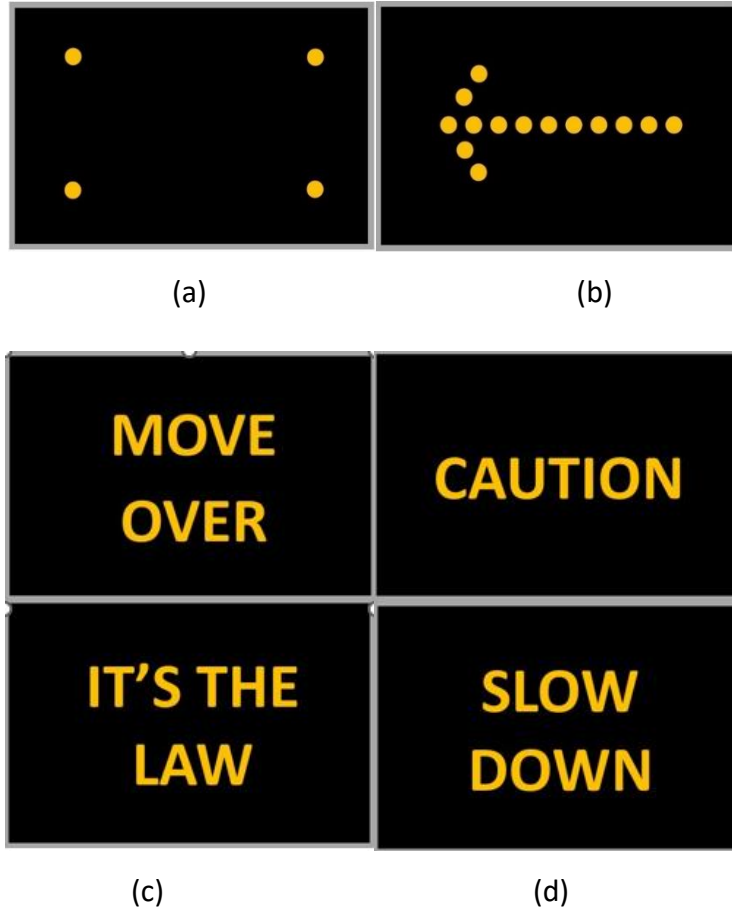 (a)
(b)
MOVE
OVER
CAUTION
IT’S THE
LAW
SLOW
DOWN
(c)
(d)